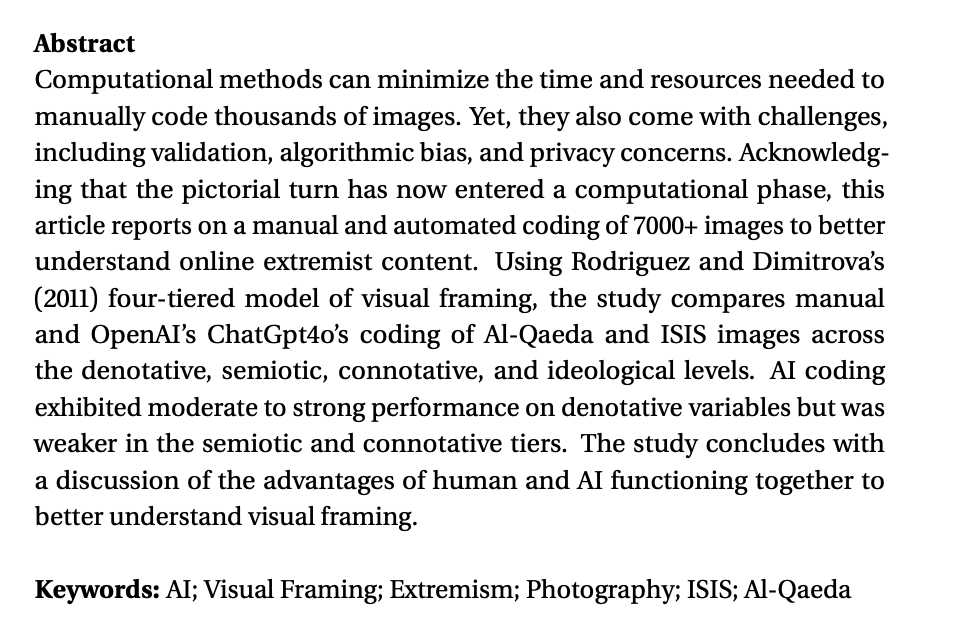 Abstract
Computational methods can minimize the time and resources needed to
manually code thousands of images. Yet, they also come with challenges,
including validation, algorithmic bias, and privacy concerns. Acknowledg-
ing that the pictorial turn has now entered a computational phase, this
article reports on a manual and automated coding of 7000+ images to better
understand online extremist content. Using Rodriguez and Dimitrova’s
(2011) four-tiered model of visual framing, the study compares manual
and OpenAI’s ChatGpt4o’s coding of Al-Qaeda and ISIS images across
the denotative, semiotic, connotative, and ideological levels. AI coding
exhibited moderate to strong performance on denotative variables but was
weaker in the semiotic and connotative tiers. The study concludes with
a discussion of the advantages of human and AI functioning together to
better understand visual framing.
Keywords: AI; Visual Framing; Extremism; Photography; ISIS; Al-Qaeda